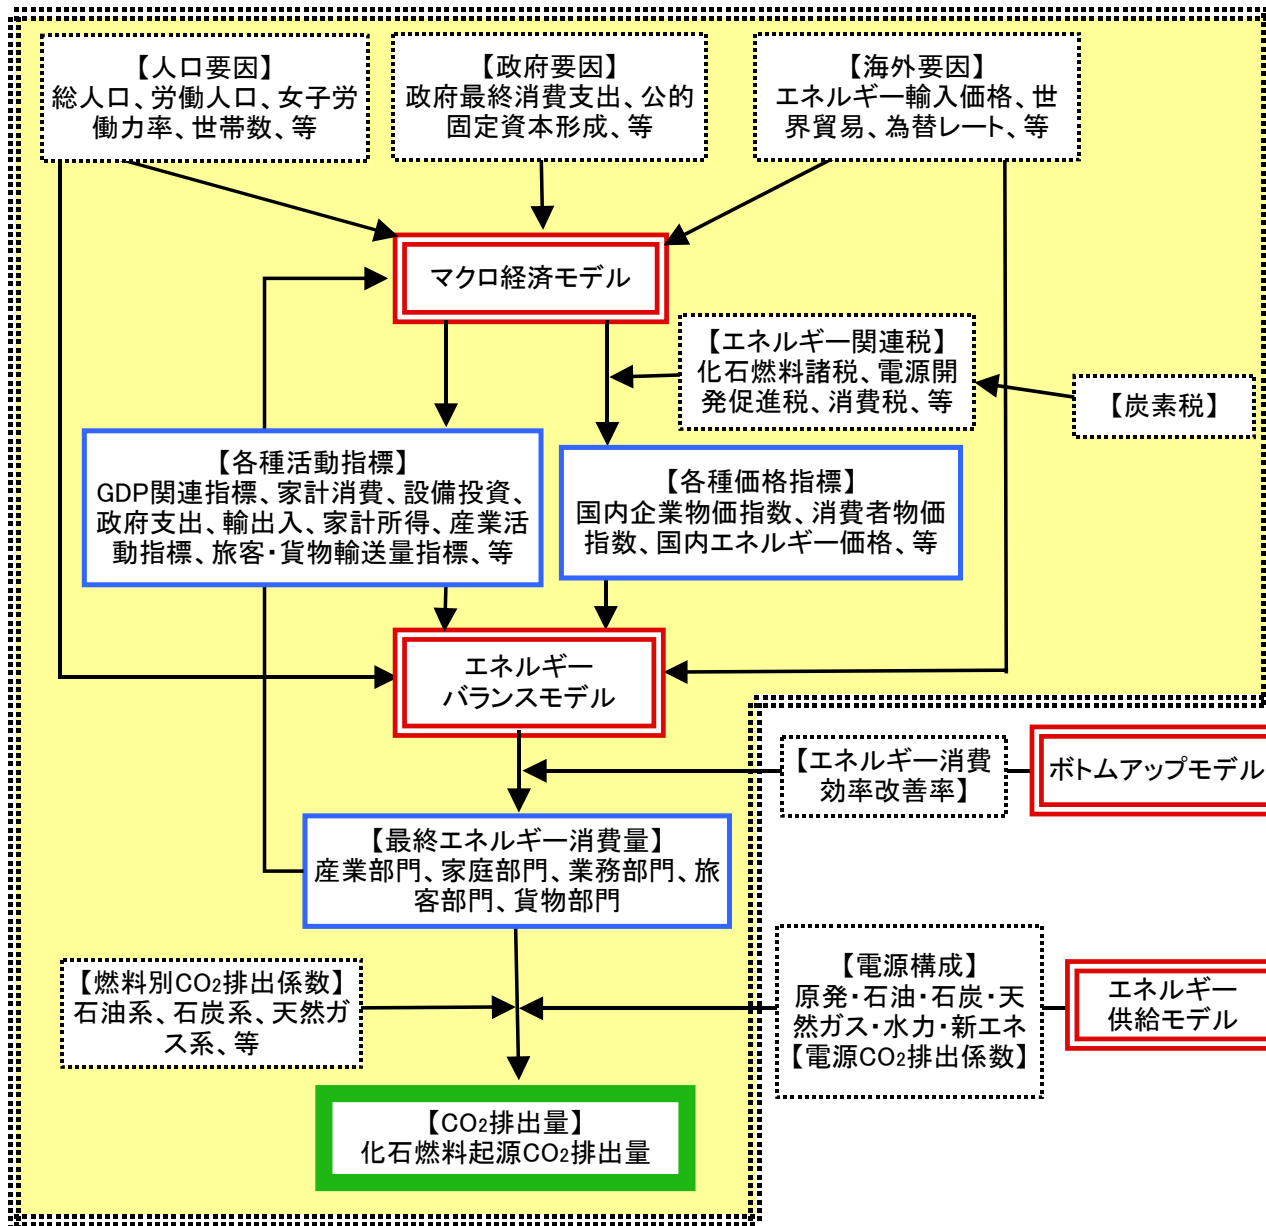 【人口要因】
総人口、労働人口、女子労
働力率、世帯数、等
【政府要因】
政府最終消費支出、公的
固定資本形成、等
【海外要因】
エネルギー輸入価格、世
界貿易、為替レート、等
マクロ経済モデル
【エネルギー関連税】
化石燃料諸税、電源開
発促進税、消費税、等
【炭素税】
【各種活動指標】
GDP関連指標、家計消費、設備投資、
政府支出、輸出入、家計所得、産業活
動指標、旅客・貨物輸送量指標、等
【各種価格指標】
国内企業物価指数、消費者物価
指数、国内エネルギー価格、等
エネルギー
バランスモデル
【エネルギー消費
効率改善率】
ボトムアップモデル
【最終エネルギー消費量】
産業部門、家庭部門、業務部門、旅
客部門、貨物部門
【燃料別CO₂排出係数】
石油系、石炭系、天然ガ
ス系、等
【電源構成】
原発・石油・石炭・天
然ガス・水力・新エネ
【電源CO₂排出係数】
エネルギー
供給モデル
【CO₂排出量】
化石燃料起源CO₂排出量